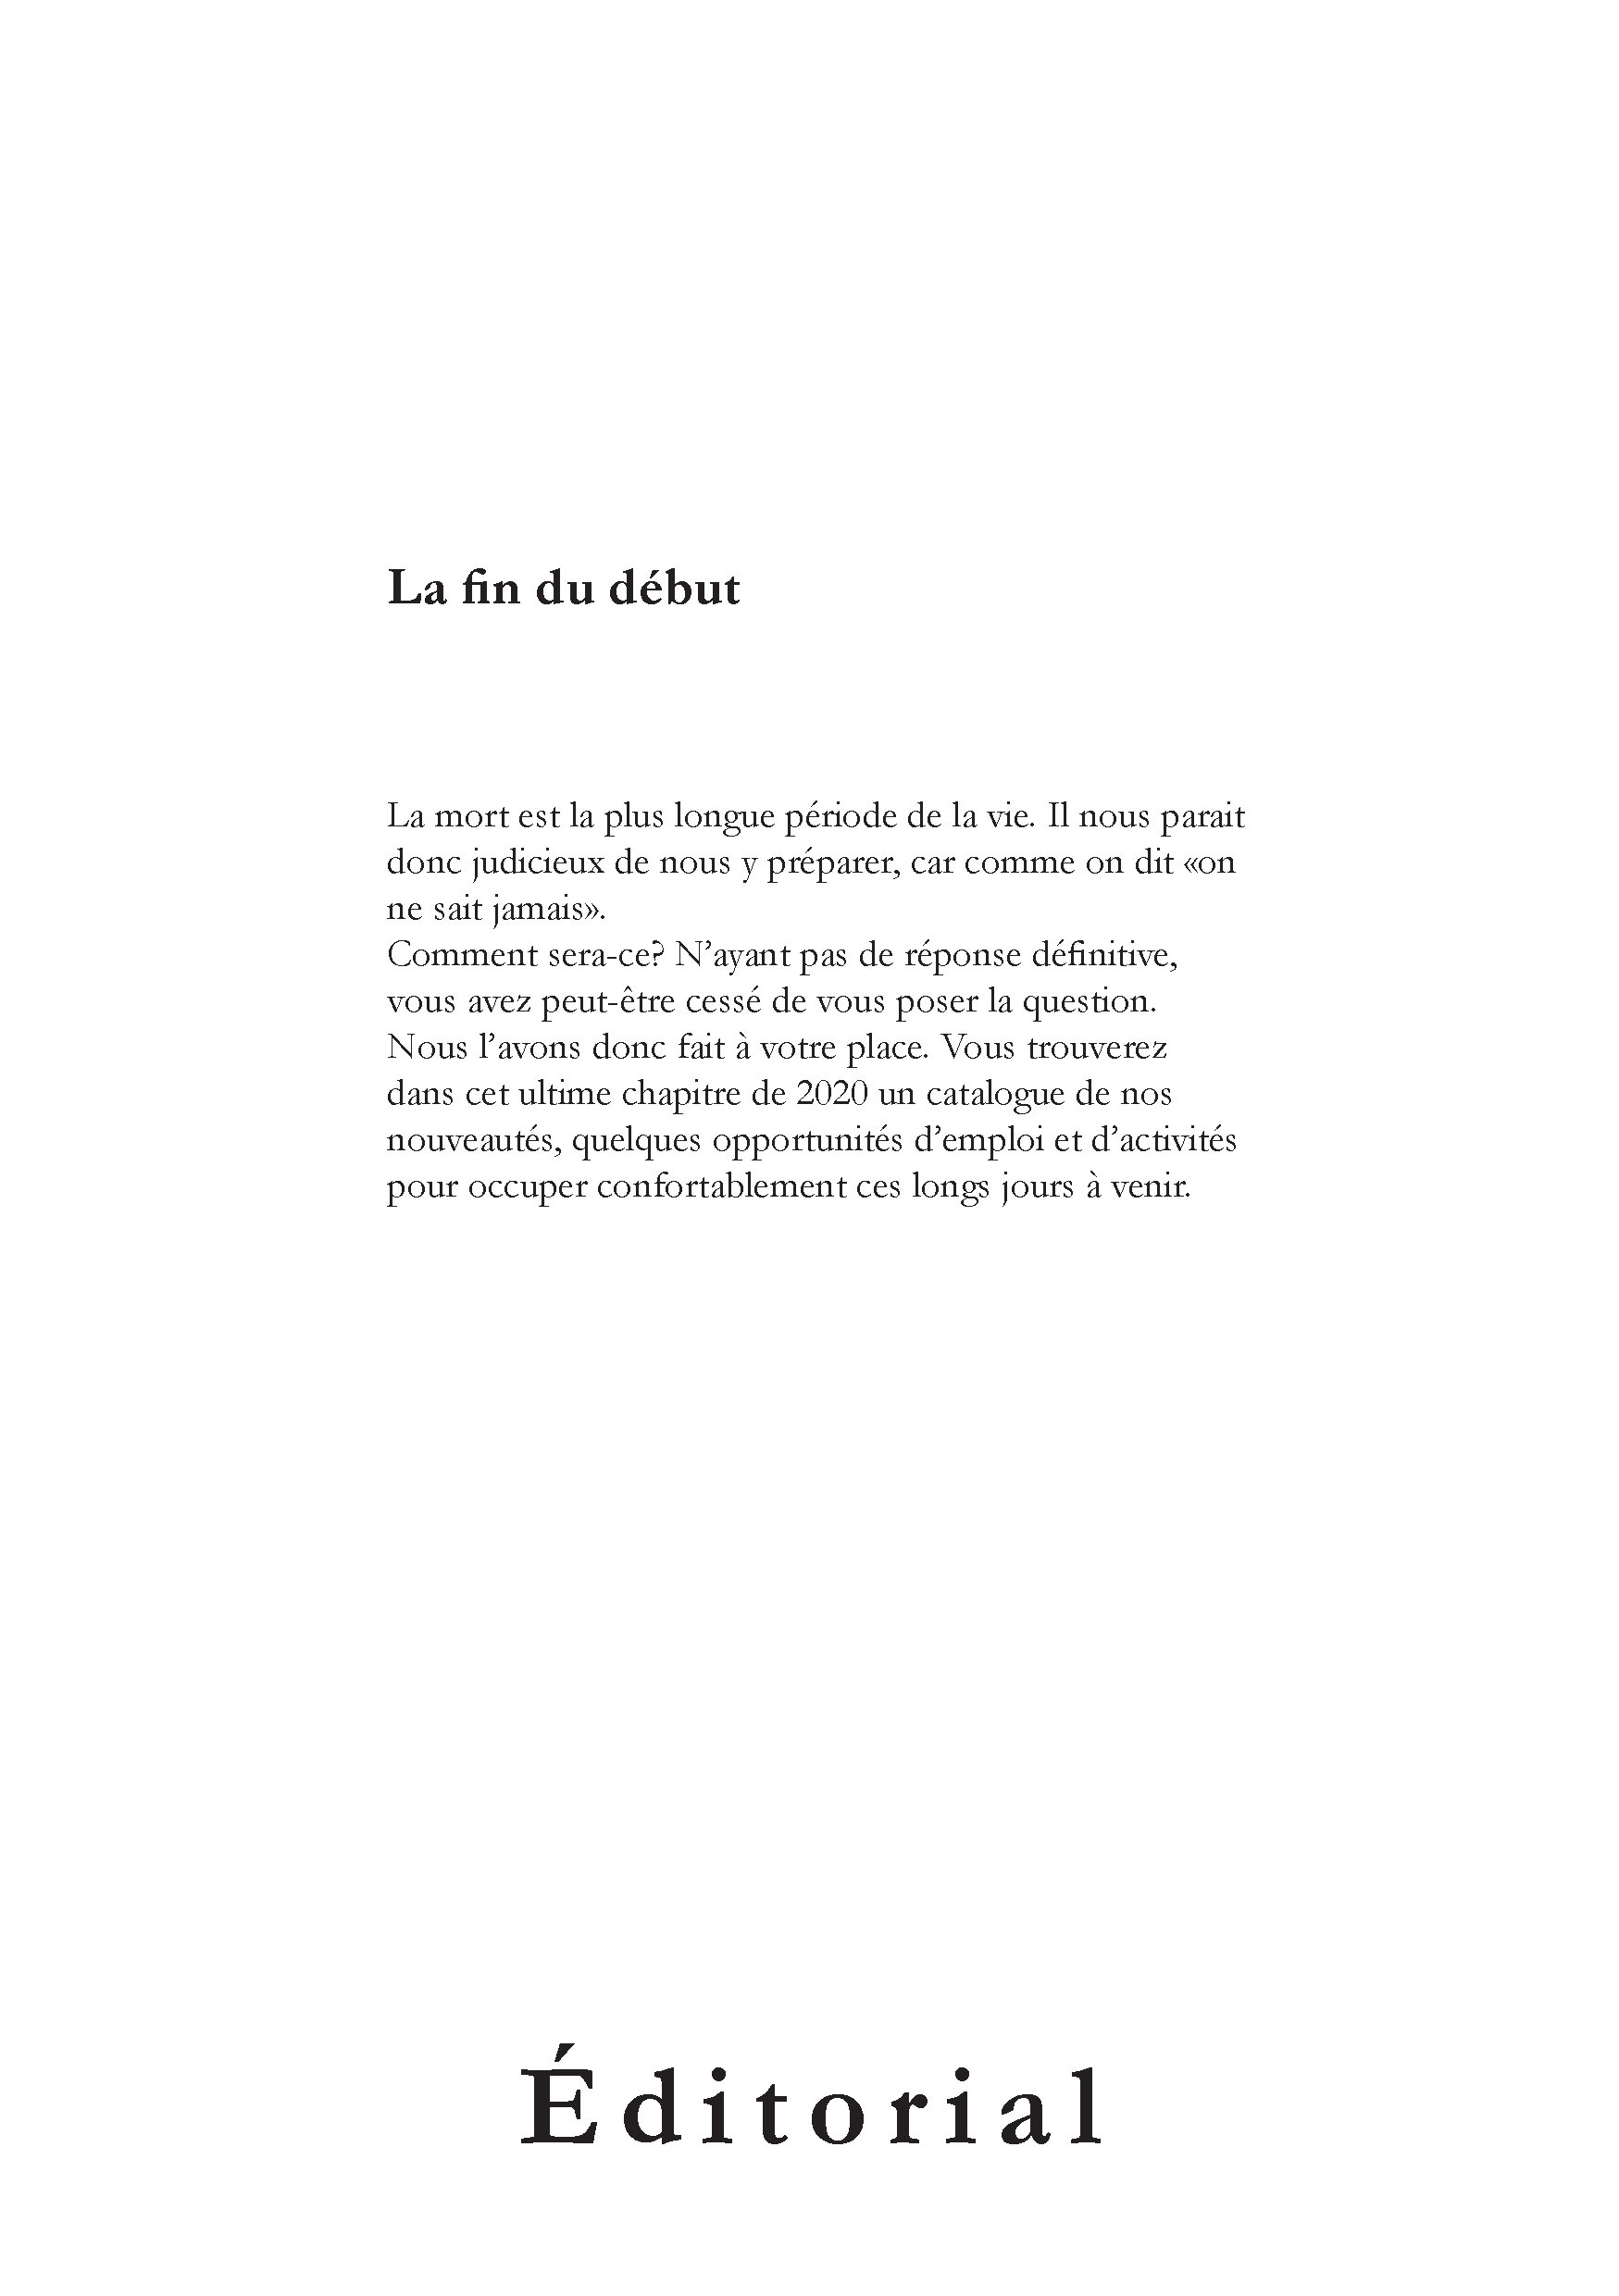 La fin du début
La mort est la plus longue période de la vie. Il nous parait
donc judicieux de nous y préparer, car comme on dit «on
ne sait jamais».
Comment sera-ce? N’ayant pas de réponse définitive,
vous avez peut-être cessé de vous poser la question.
Nous l’avons donc fait à votre place. Vous trouverez
dans cet ultime chapitre de 2020 un catalogue de nos
nouveautés, quelques opportunités d’emploi et d’activités
pour occuper confortablement ces longs jours à venir.
Éditorial